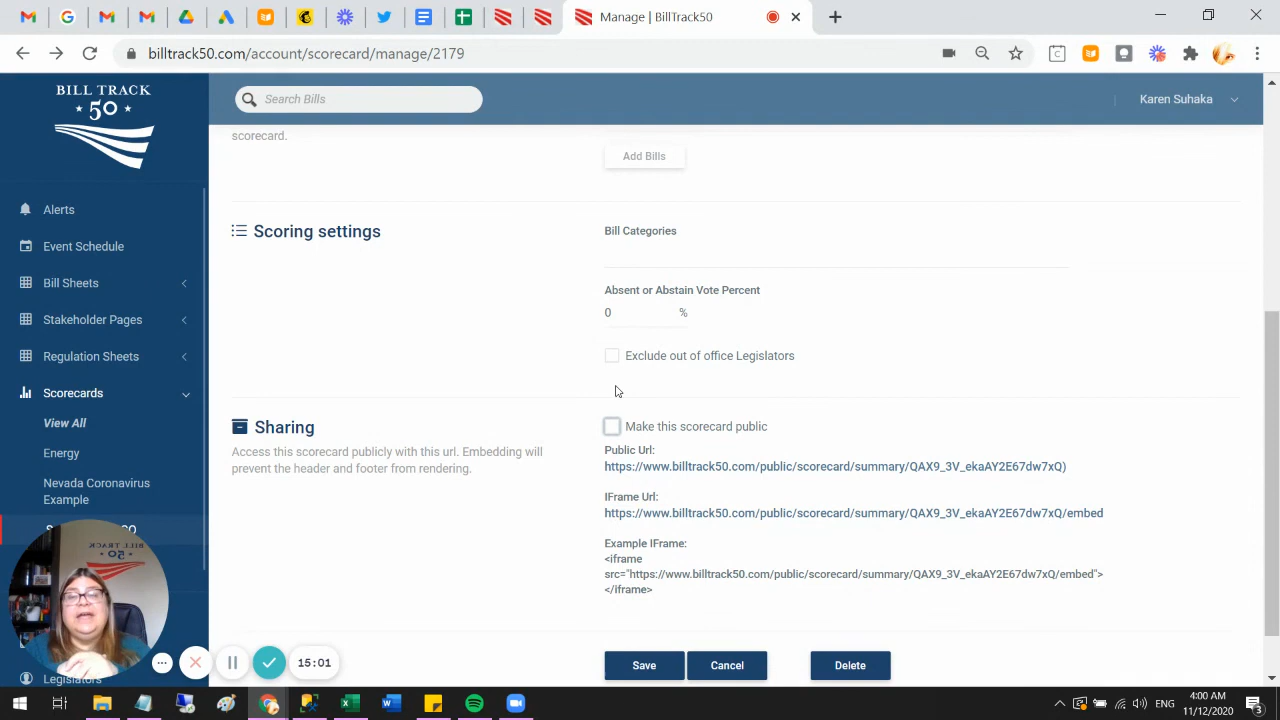 Manage | BillTrack50
billtrack50.com/account/scorecard/manage/2179
BILL TRACK
50
Search Bills
Karen Suhaka
Alerts
Event Schedule
Bill Sheets
Stakeholder Pages
Regulation Sheets
Scorecards
View All
Energy
Nevada Coronavirus
Example
Legislators
scorecard.
Add Bills
Scoring settings
Bill Categories
Absent or Abstain Vote Percent
0 %
Exclude out of office Legislators
Sharing
Access this scorecard publicly with this url. Embedding will
prevent the header and footer from rendering.
Make this scorecard public
Public Url:
https://www.billtrack50.com/public/scorecard/summary/QAX9_3V_ekaAY2E67dw7xQ)
IFrame Url:
https://www.billtrack50.com/public/scorecard/summary/QAX9_3V_ekaAY2E67dw7xQ/embed
Example IFrame:
<iframe
src="https://www.billtrack50.com/public/scorecard/summary/QAX9_3V_ekaAY2E67dw7xQ/embed">
</iframe>
Save
Cancel
Delete
BILL TRACK
50
15:01
ENG
4:00 AM
11/12/2020
3